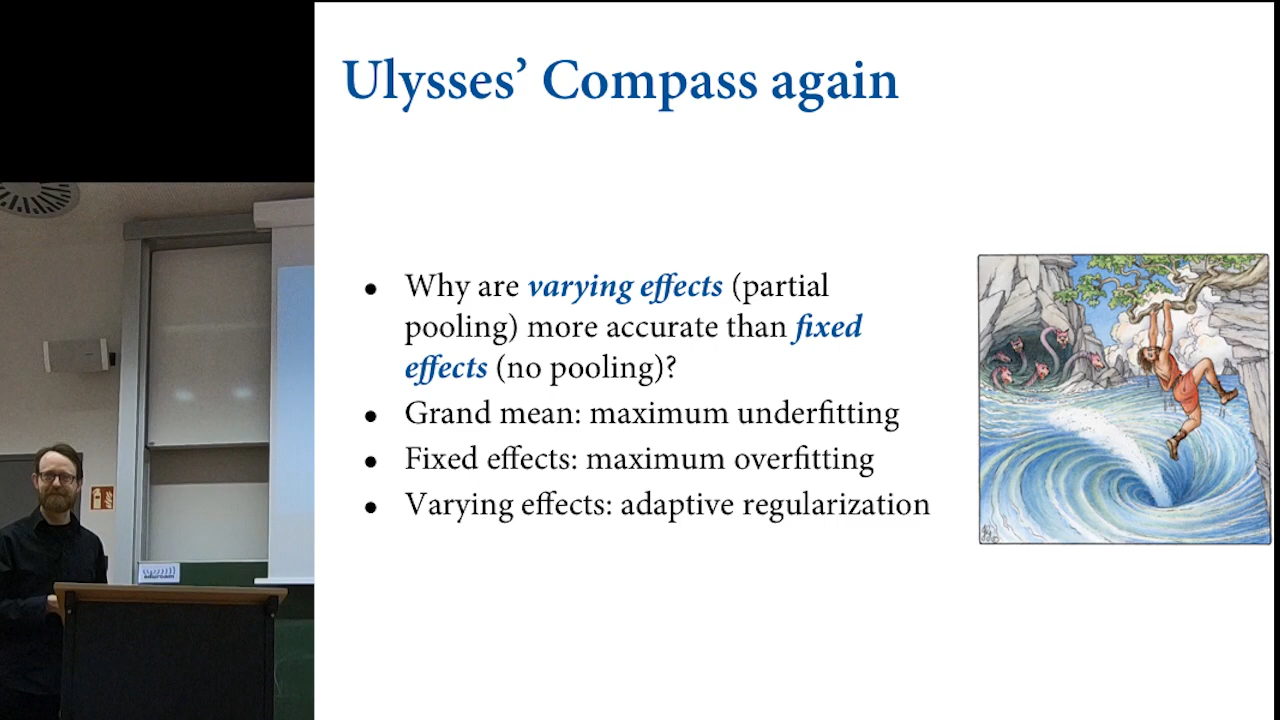 Ulysses’ Compass again
• Why are varying effects (partial
pooling) more accurate than fixed
effects (no pooling)?
• Grand mean: maximum underfitting
• Fixed effects: maximum overfitting
• Varying effects: adaptive regularization